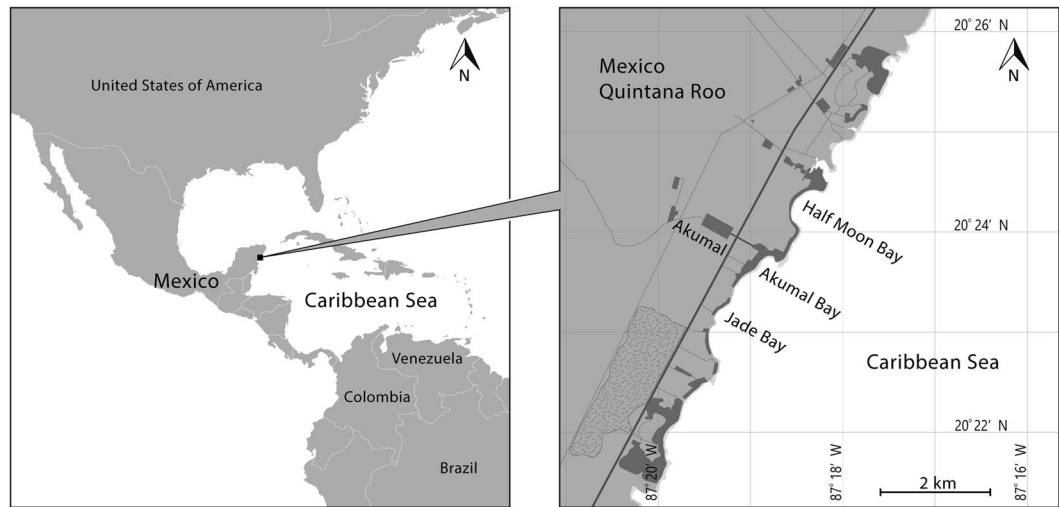 N
United States of America
Mexico
Caribbean Sea
Venezuela
Colombia
Brazil
20° 26' N
Mexico
Quintana Roo
N
Half Moon Bay
20° 24' N
Akumal
Akumal Bay
Jade Bay
Caribbean Sea
20° 22' N
87° 20' W
87° 18' W
87° 16' W
2 km